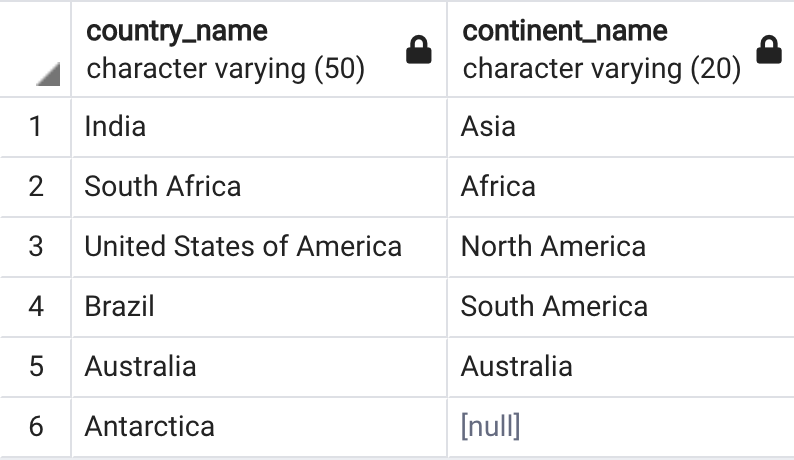 country_name continent_name
character varying (50) character varying (20)
1 India Asia
2 South Africa Africa
3 United States of America North America
4 Brazil South America
5 Australia Australia
6 Antarctica [null]